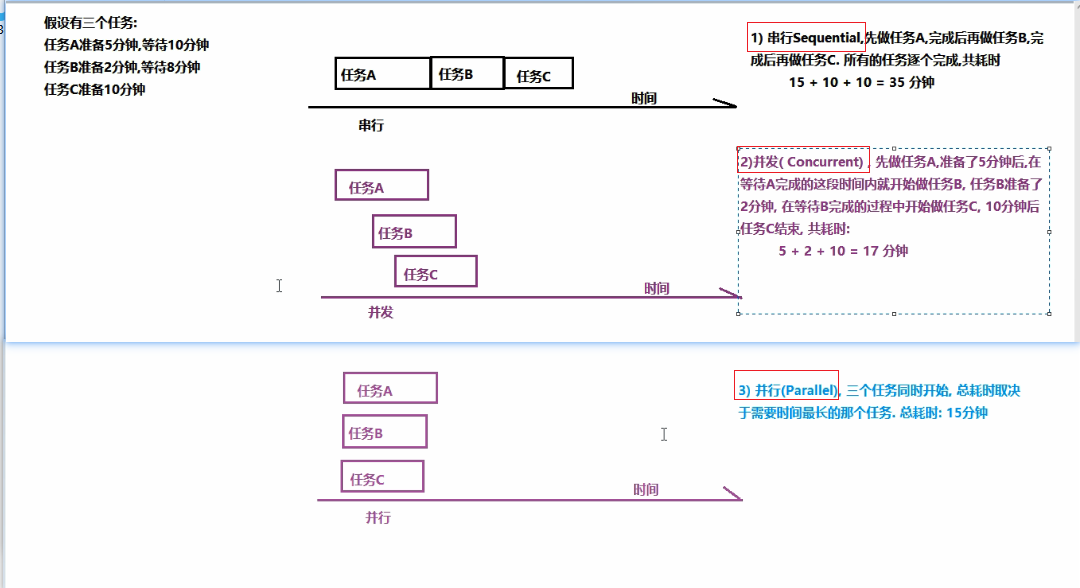 假设有三个任务:
任务A准备5分钟,等待10分钟
任务B准备2分钟,等待8分钟
任务C准备10分钟
任务A
任务B
任务C
时间
串行
1) 串行Sequential,先做任务A,完成后再做任务B,完
成后再做任务C. 所有的任务逐个完成,共耗时
15 + 10 + 10 = 35 分钟
任务A
任务B
任务C
时间
并发
2)并发( Concurrent) , 先做任务A,准备了5分钟后,在
等待A完成的这段时间内就开始做任务B, 任务B准备了
2分钟, 在等待B完成的过程中开始做任务C, 10分钟后
任务C结束, 共耗时:
5 + 2 + 10 = 17 分钟
任务A
任务B
任务C
时间
并行
3) 并行(Parallel), 三个任务同时开始, 总耗时取决
于需要时间最长的那个任务. 总耗时: 15分钟